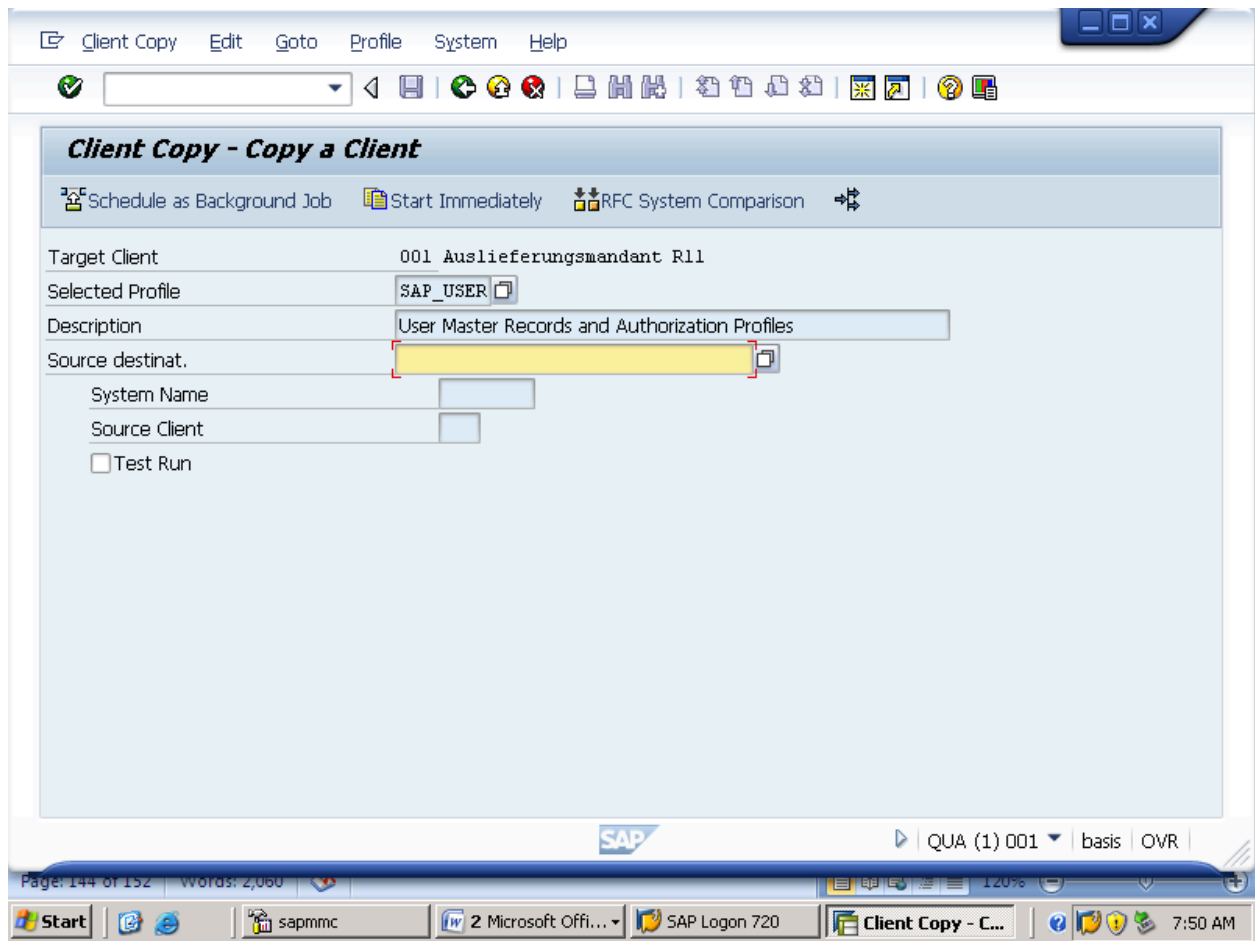 Client Copy Edit Goto Profile System Help
Client Copy - Copy a Client
Schedule as Background Job Start Immediately RFC System Comparison
Target Client 001 Auslieferungsmandant R11
Selected Profile SAP_USER
Description User Master Records and Authorization Profiles
Source destinat.
System Name
Source Client
Test Run
SAP QUA (1) 001 basis OVR
Page: 144 of 152 Words: 2,060 120%
Start sapmmc 2 Microsoft Offi... SAP Logon 720 Client Copy - C... 7:50 AM